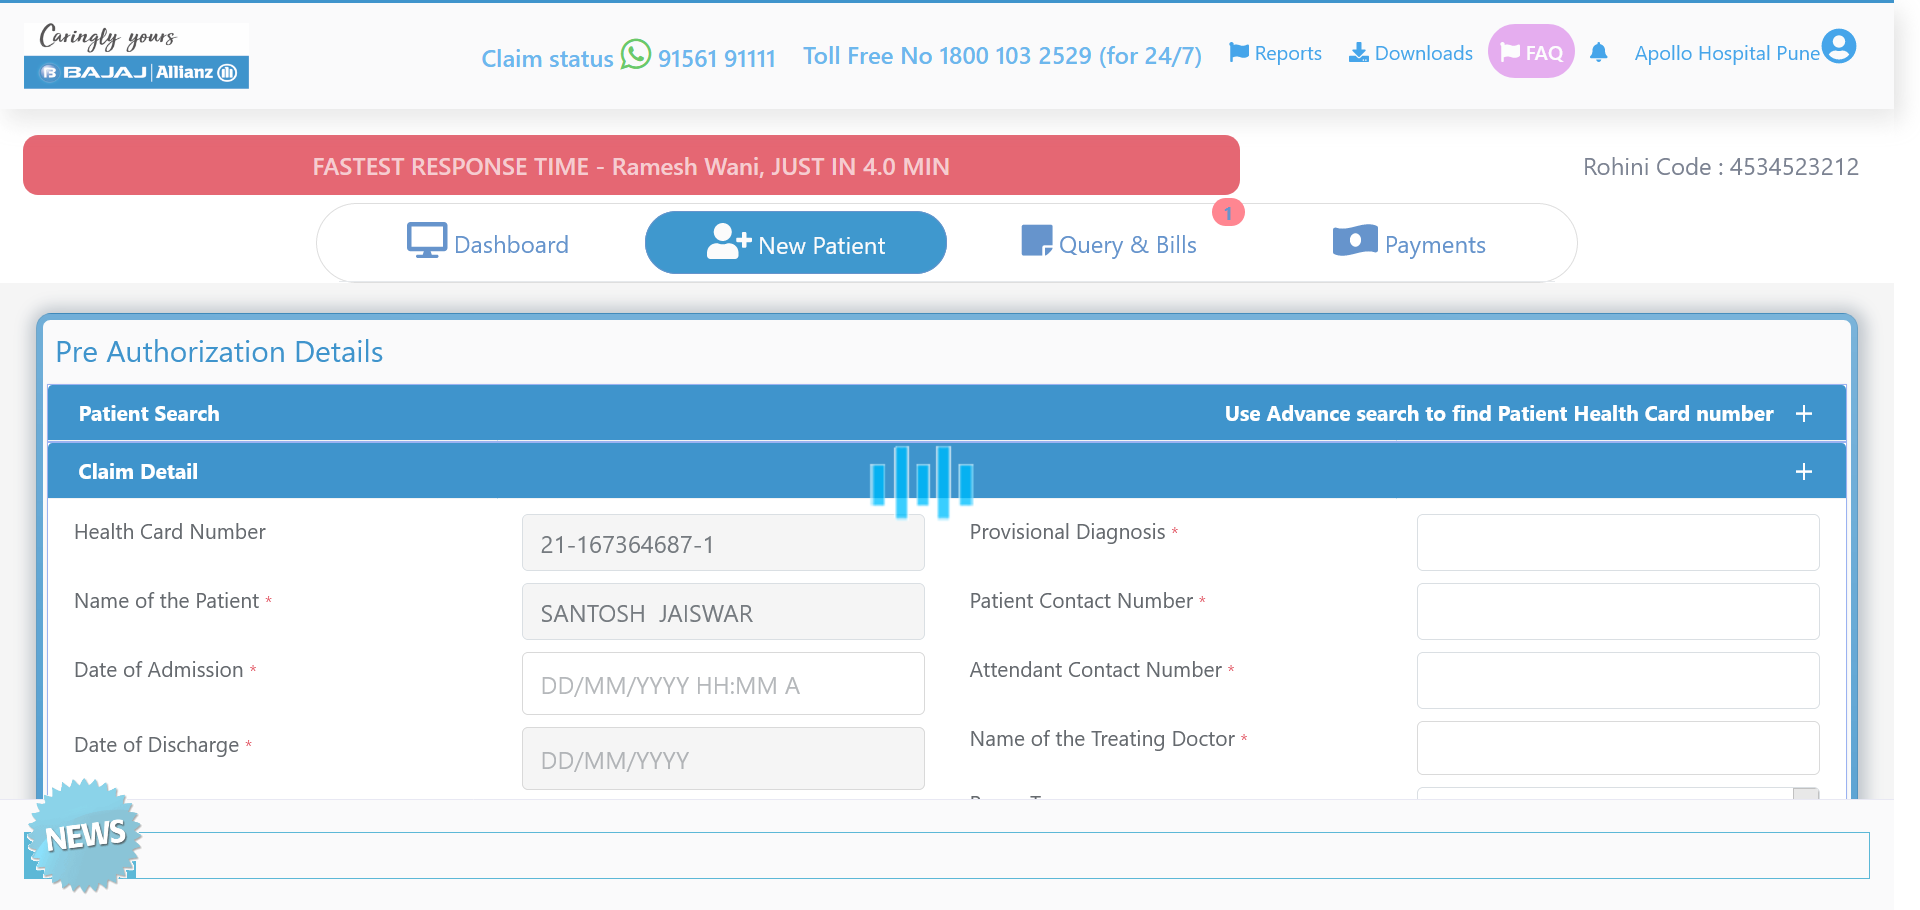 Caringly yours
BAJAJ | Allianz
Claim status 91561 91111
Toll Free No 1800 103 2529 (for 24/7)
Reports
Downloads
FAQ
Apollo Hospital Pune
FASTEST RESPONSE TIME - Ramesh Wani, JUST IN 4.0 MIN
Rohini Code : 4534523212
Dashboard
New Patient
Query & Bills
1
Payments
Pre Authorization Details
Patient Search
Use Advance search to find Patient Health Card number +
Claim Detail
+
Health Card Number
21-167364687-1
Provisional Diagnosis *
Name of the Patient *
SANTOSH  JAISWAR
Patient Contact Number *
Date of Admission *
DD/MM/YYYY HH:MM A
Attendant Contact Number *
Date of Discharge *
DD/MM/YYYY
Name of the Treating Doctor *
NEWS